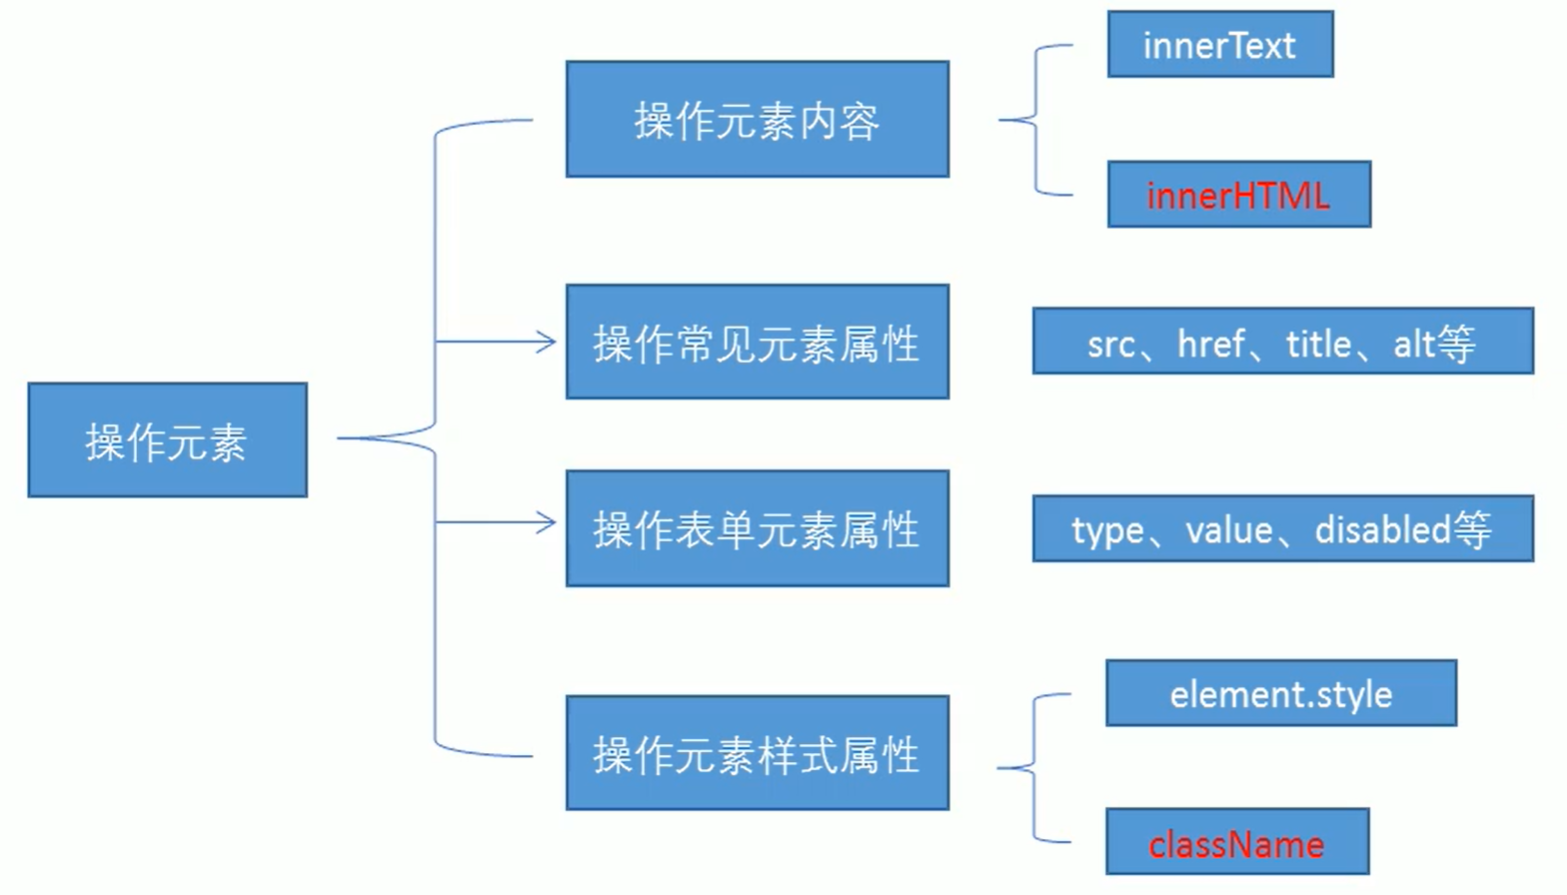 操作元素
操作元素内容
innerText
innerHTML
操作常见元素属性
src、href、title、alt等
操作表单元素属性
type、value、disabled等
操作元素样式属性
element.style
className